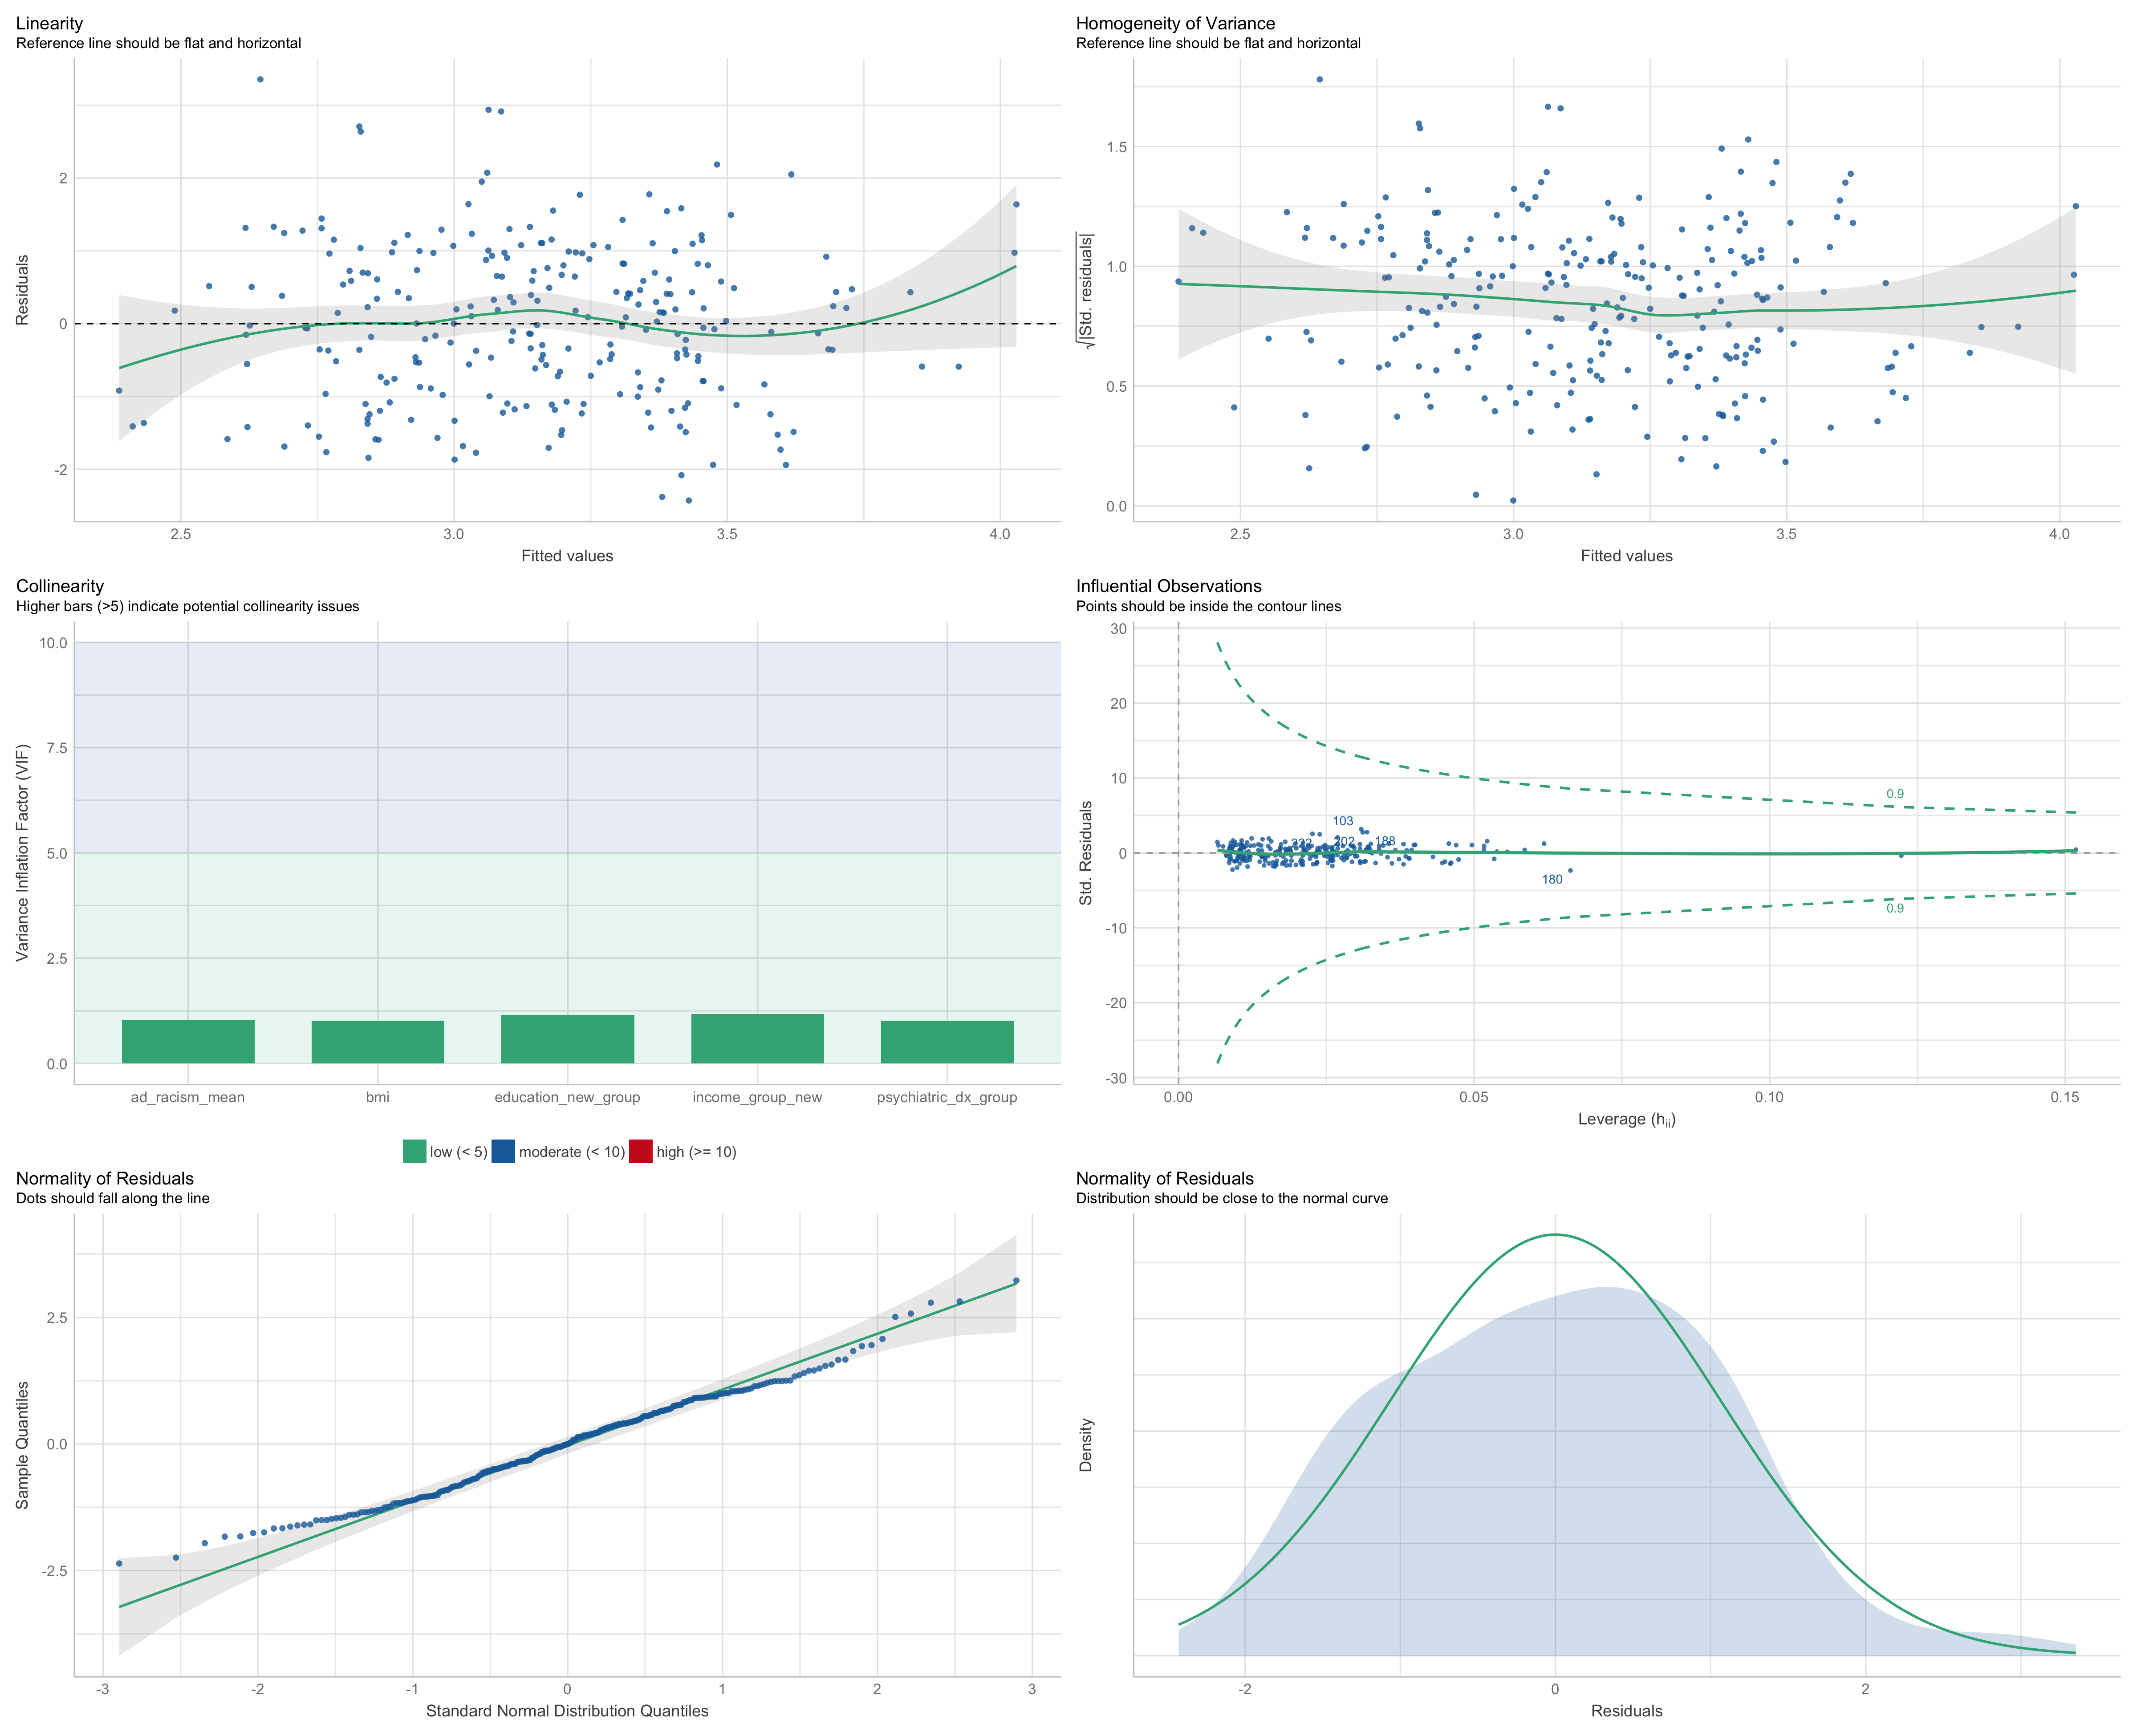 Linearity
Reference line should be flat and horizontal
Residuals
2
0
-2
2.5 3.0 3.5 4.0
Fitted values
Homogeneity of Variance
Reference line should be flat and horizontal
√|Std. residuals|
1.5
1.0
0.5
0.0
2.5 3.0 3.5 4.0
Fitted values
Collinearity
Higher bars (>5) indicate potential collinearity issues
Variance Inflation Factor (VIF)
10.0
7.5
5.0
2.5
0.0
ad_racism_mean bmi education_new_group income_group_new psychiatric_dx_group
low (< 5) moderate (< 10) high (>= 10)
Influential Observations
Points should be inside the contour lines
Std. Residuals
30
20
10
0
-10
-20
-30
0.9
103
202 188
180
0.9
0.00 0.05 0.10 0.15
Leverage (hii)
Normality of Residuals
Dots should fall along the line
Sample Quantiles
2.5
0.0
-2.5
-3 -2 -1 0 1 2 3
Standard Normal Distribution Quantiles
Normality of Residuals
Distribution should be close to the normal curve
Density
-2 0 2
Residuals